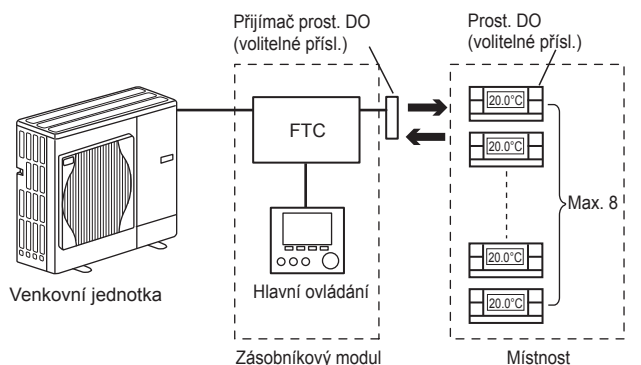 Přijímač prost. DO
(volitelné přísl.)
Prost. DO
(volitelné přísl.)
FTC
20.0°C
20.0°C
Max. 8
20.0°C
20.0°C
Venkovní jednotka
Hlavní ovládání
Zásobníkový modul
Místnost